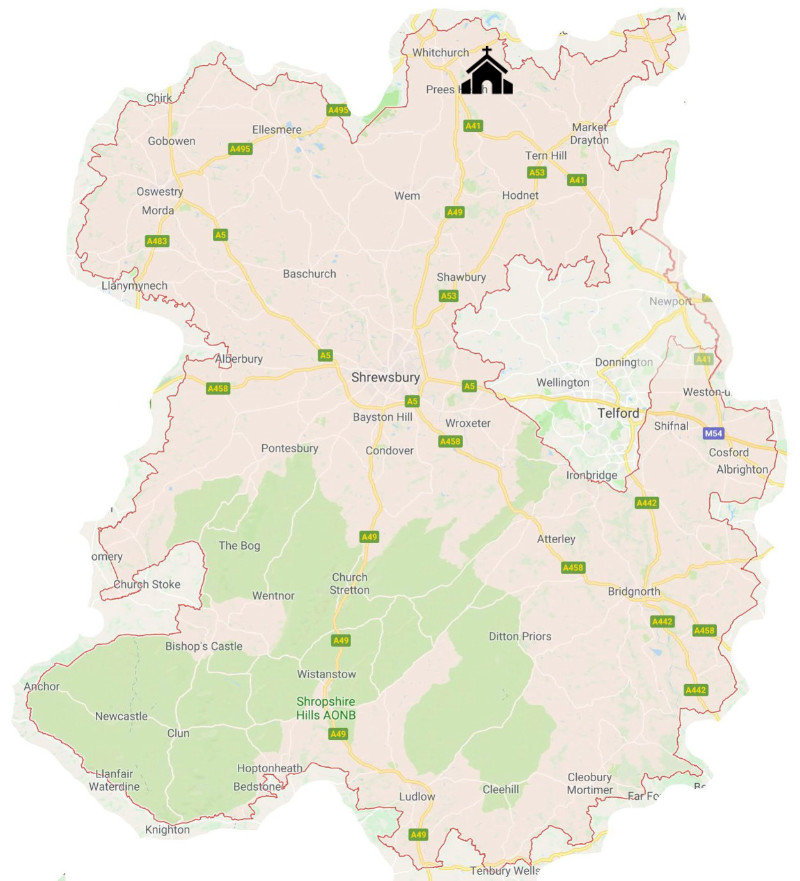 M
Whitchurch
Prees H
Chirk
A495
A41
Ellesmere
Market
Drayton
Gobowen
A495
Tern Hill
A53
A41
Oswestry
Wem
Hodnet
Morda
A49
A5
A483
Baschurch
Shawbury
Llanymynech
A53
Newport
A5
Alderbury
Donnington
A41
Shrewsbury
Wellington
A458
A5
Weston-u
A5
Bayston Hill
Telford
Wroxeter
Shifnal
M54
A458
Pontesbury
Condover
Cosford
Albrighton
Ironbridge
A442
A49
Atterley
omery
The Bog
A458
Church
Stretton
Church Stoke
Wentnor
Bridgnorth
A442
A458
A49
Ditton Priors
Bishop's Castle
Wistanstow
Anchor
A442
Shropshire
Hills AONB
Newcastle
Clun
A49
Hoptonheath
Llanfair
Waterdine
Bedstone
Cleobury
Mortimer
Cleehill
Ludlow
Far Fo
Knighton
A49
Tenbury Wells